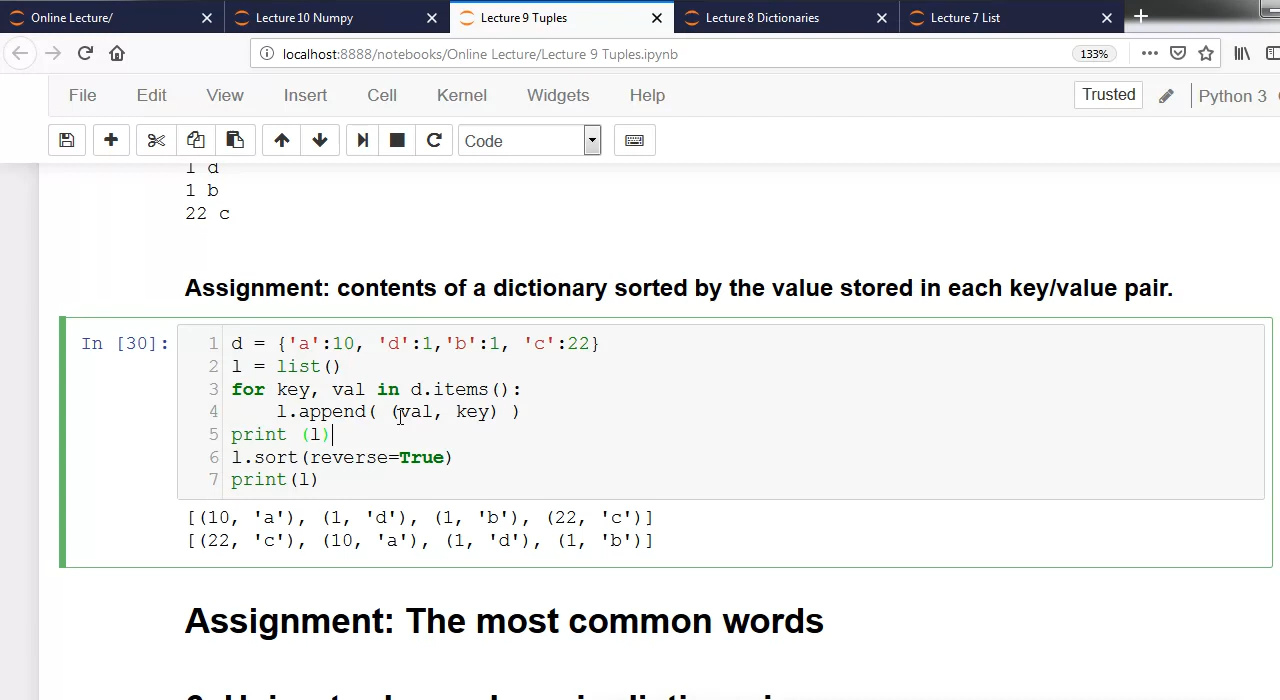 Online Lecture/
Lecture 10 Numpy
Lecture 9 Tuples
Lecture 8 Dictionaries
Lecture 7 List
localhost:8888/notebooks/Online Lecture/Lecture 9 Tuples.ipynb
133%
File Edit View Insert Cell Kernel Widgets Help
Trusted
Python 3
Code
1 d
1 b
22 c
Assignment: contents of a dictionary sorted by the value stored in each key/value pair.
In [30]:
1 d = {'a':10, 'd':1,'b':1, 'c':22}
2 l = list()
3 for key, val in d.items():
4     l.append( (val, key) )
5 print (l)
6 l.sort(reverse=True)
7 print(l)
[(10, 'a'), (1, 'd'), (1, 'b'), (22, 'c')]
[(22, 'c'), (10, 'a'), (1, 'd'), (1, 'b')]
Assignment: The most common words